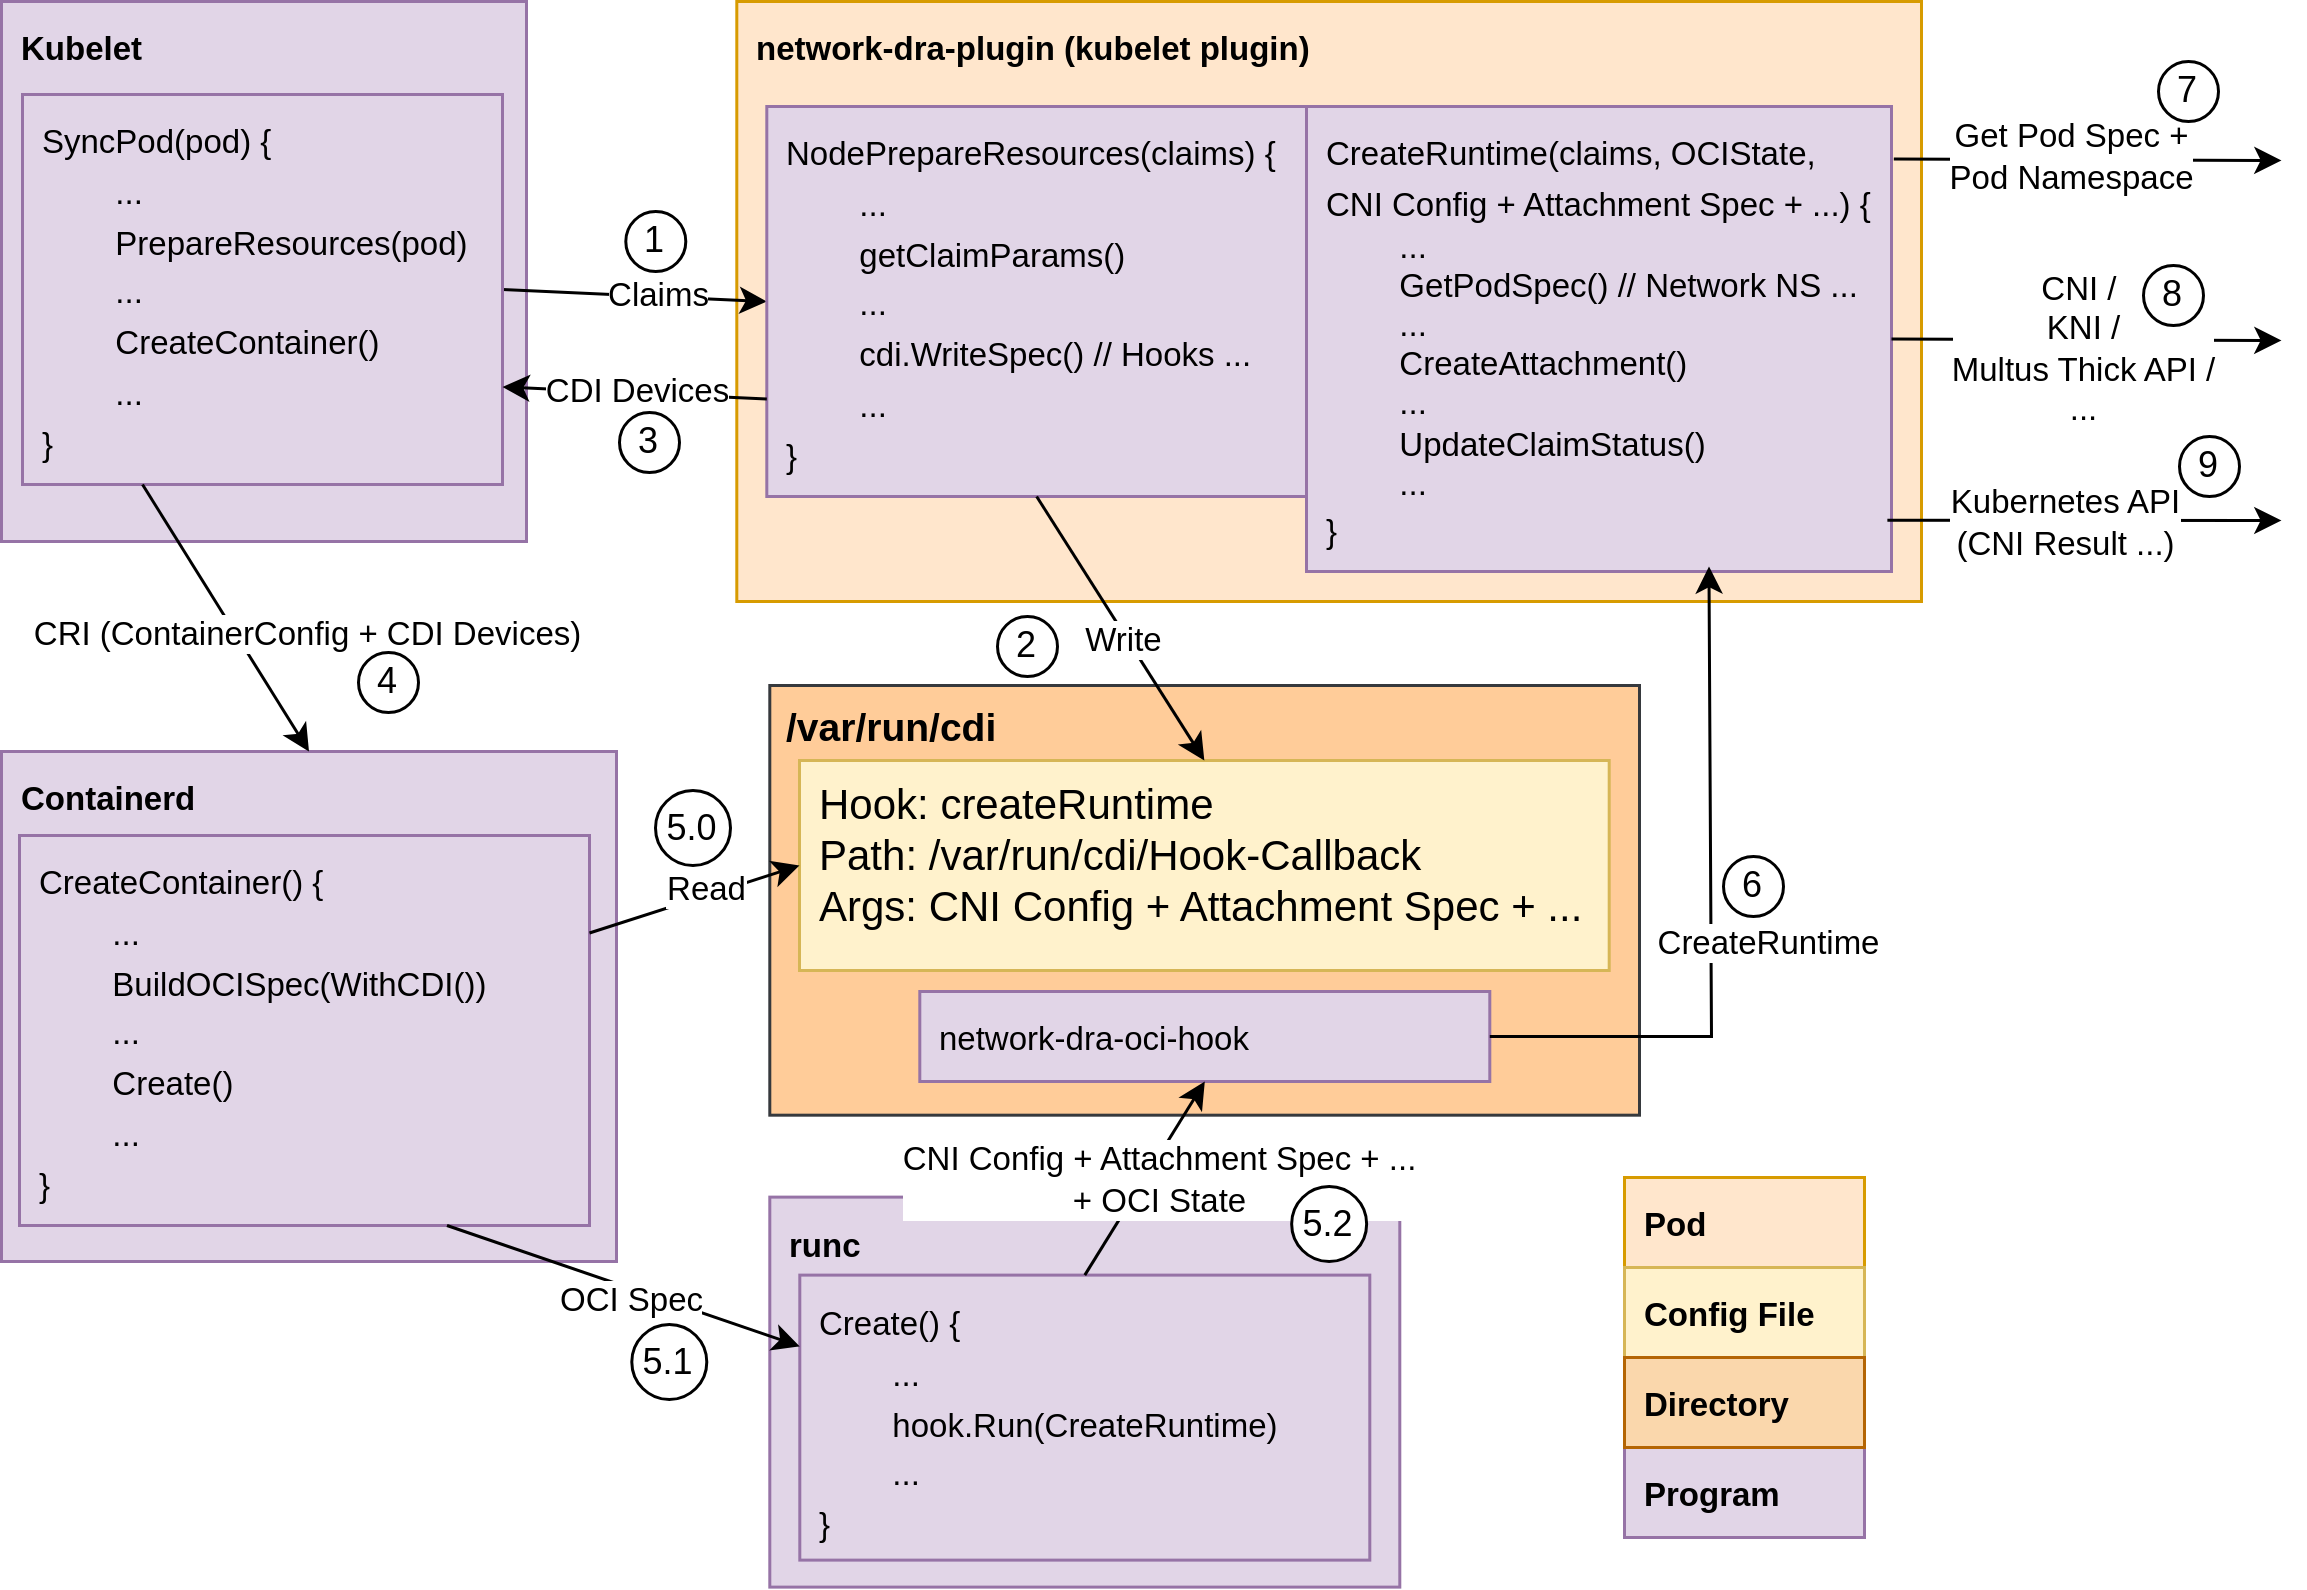 Kubelet
SyncPod(pod) {
...
PrepareResources(pod)
...
CreateContainer()
...
}
1
Claims
CDI Devices
3
network-dra-plugin (kubelet plugin)
NodePrepareResources(claims) {
...
getClaimParams()
...
cdi.WriteSpec() // Hooks ...
...
}
CreateRuntime(claims, OCIState,
CNI Config + Attachment Spec + ...) {
...
GetPodSpec() // Network NS ...
...
CreateAttachment()
...
UpdateClaimStatus()
...
}
7
Get Pod Spec +
Pod Namespace
8
CNI /
KNI /
Multus Thick API /
...
9
Kubernetes API
(CNI Result ...)
CRI (ContainerConfig + CDI Devices)
4
2
Write
Containerd
CreateContainer() {
...
BuildOCISpec(WithCDI())
...
Create()
...
}
5.0
Read
/var/run/cdi
Hook: createRuntime
Path: /var/run/cdi/Hook-Callback
Args: CNI Config + Attachment Spec + ...
network-dra-oci-hook
6
CreateRuntime
CNI Config + Attachment Spec + ...
+ OCI State
5.2
OCI Spec
5.1
runc
Create() {
...
hook.Run(CreateRuntime)
...
}
Pod
Config File
Directory
Program